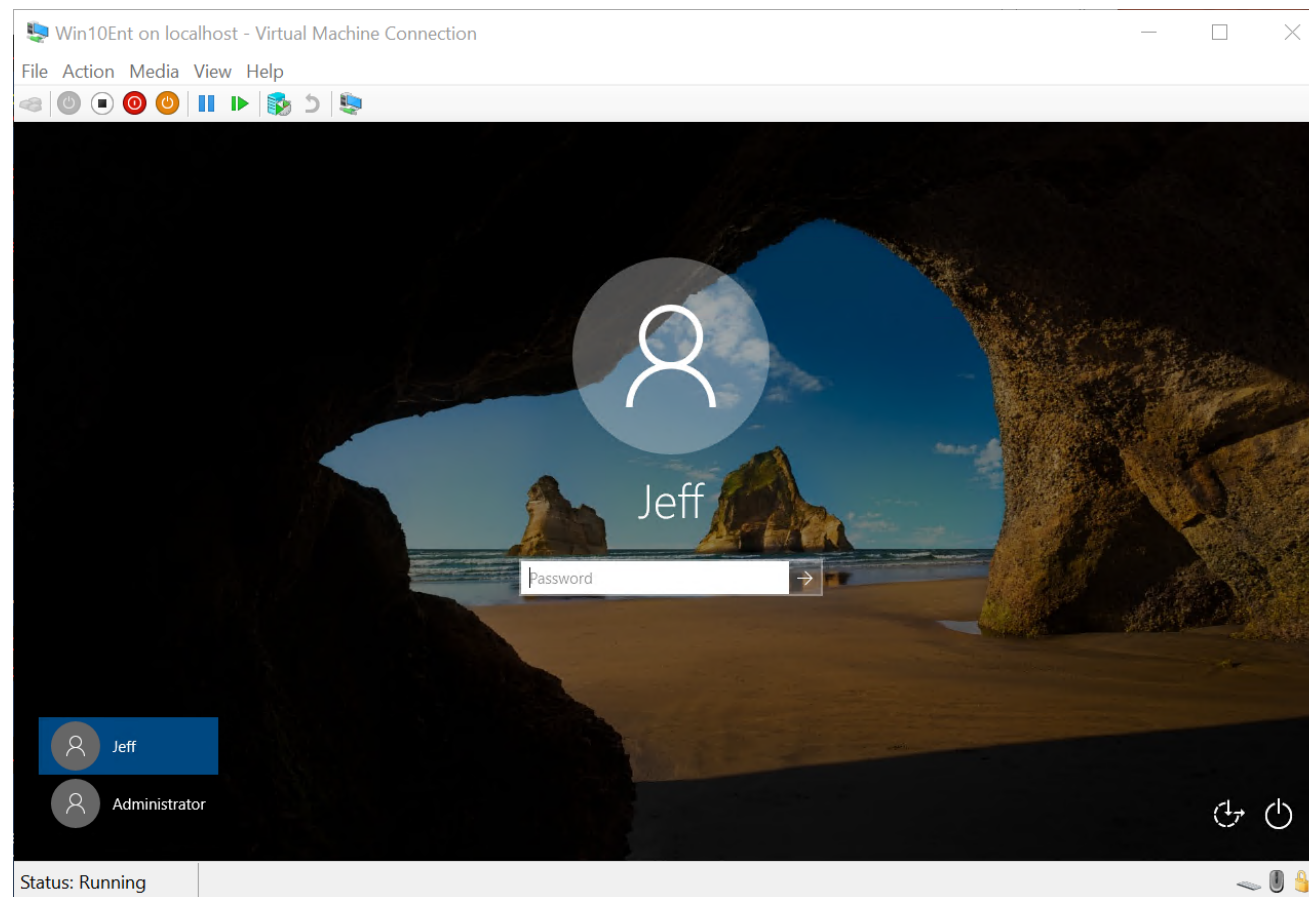 Win10Ent on localhost - Virtual Machine Connection
File Action Media View Help
Jeff
Password
Jeff
Administrator
Status: Running